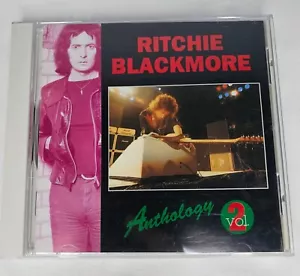 RITCHIE
BLACKMORE
Anthology
2
vol.